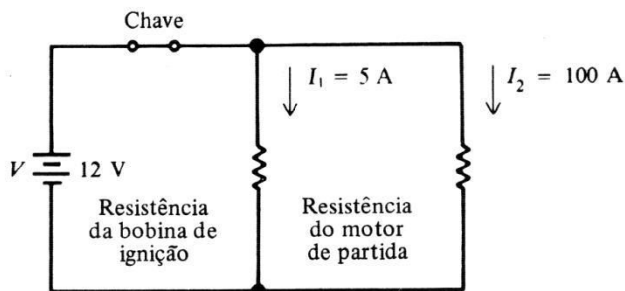 Chave
I₁ = 5 A
I₂ = 100 A
V 12 V
Resistência
da bobina de
ignição
Resistência
do motor
de partida